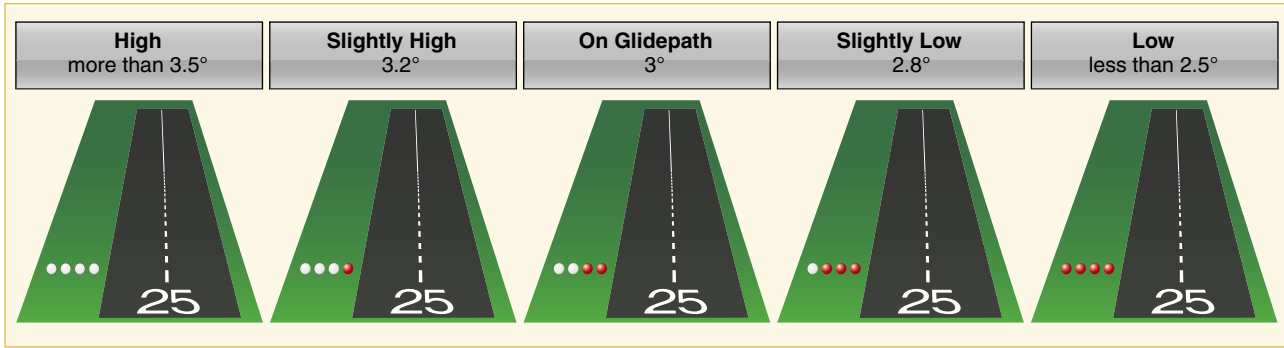 High
more than 3.5°
Slightly High
3.2°
On Glidepath
3°
Slightly Low
2.8°
Low
less than 2.5°
25
25
25
25
25